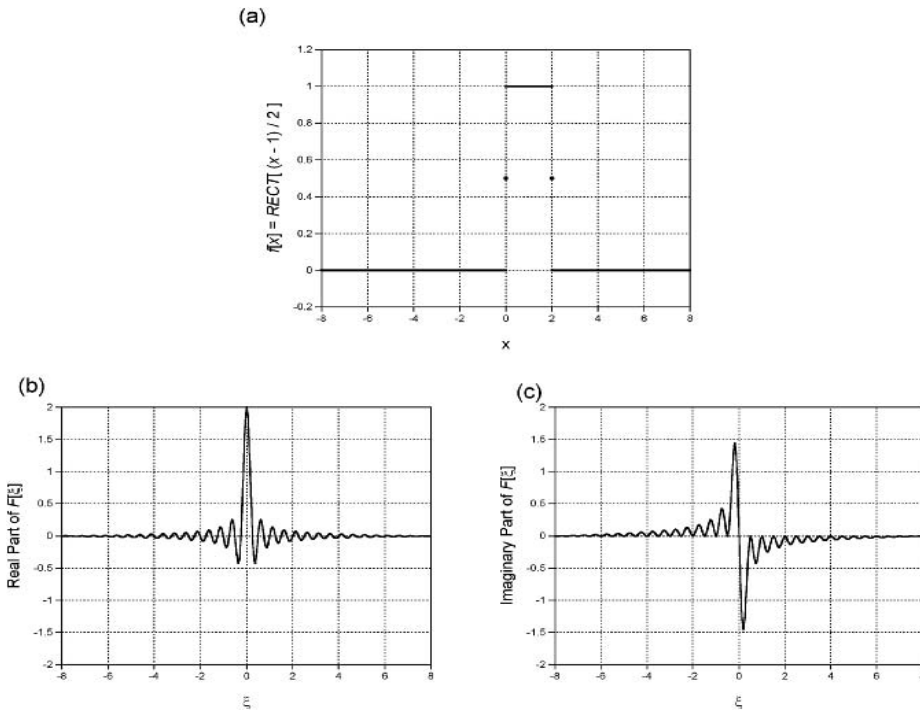 (a)
f[x] = RECT[ (x - 1) / 2 ]
1.2
1
0.8
0.6
0.4
0.2
0
-0.2
-8 -6 -4 -2 0 2 4 6 8
x
(b)
Real Part of F[ξ]
2
1.5
1
0.5
0
-0.5
-1
-1.5
-2
-8 -6 -4 -2 0 2 4 6 8
ξ
(c)
Imaginary Part of F[ξ]
2
1.5
1
0.5
0
-0.5
-1
-1.5
-2
-8 -6 -4 -2 0 2 4 6 8
ξ